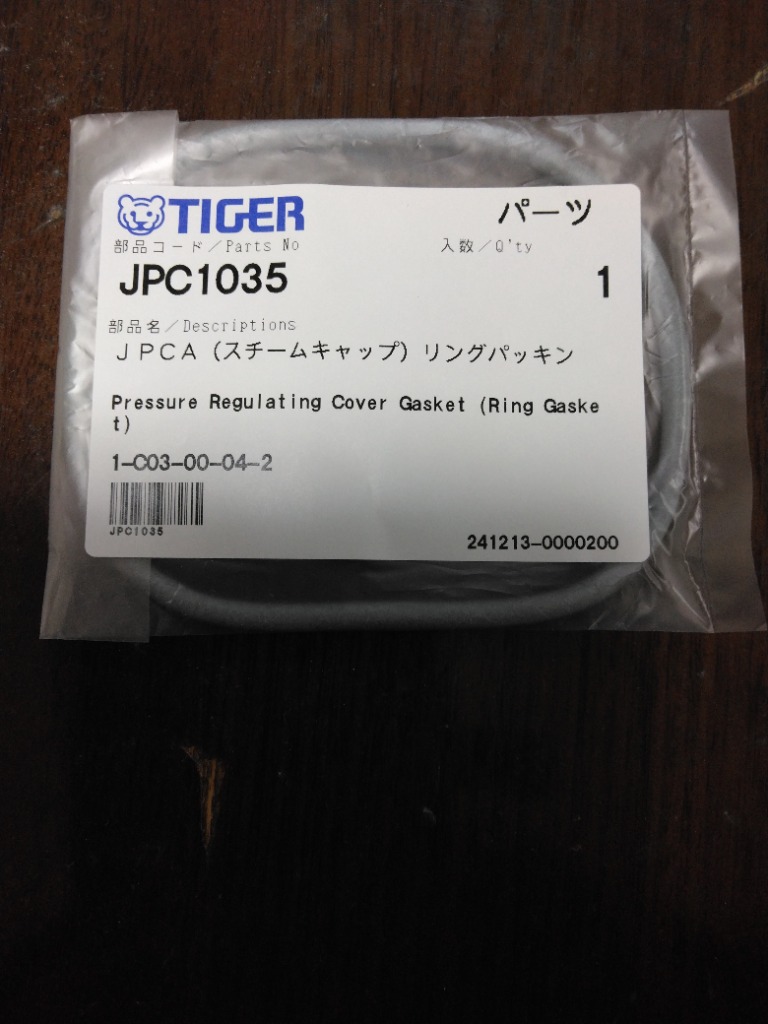 TIGER パーツ
部品コード/Parts No 入数/Q'ty
JPC1035 1
部品名/Descriptions
JPCA(スチームキャップ)リングパッキン
Pressure Regulating Cover Gasket (Ring Gaske
t)
1-C03-00-04-2
JPC1035
241213-0000200